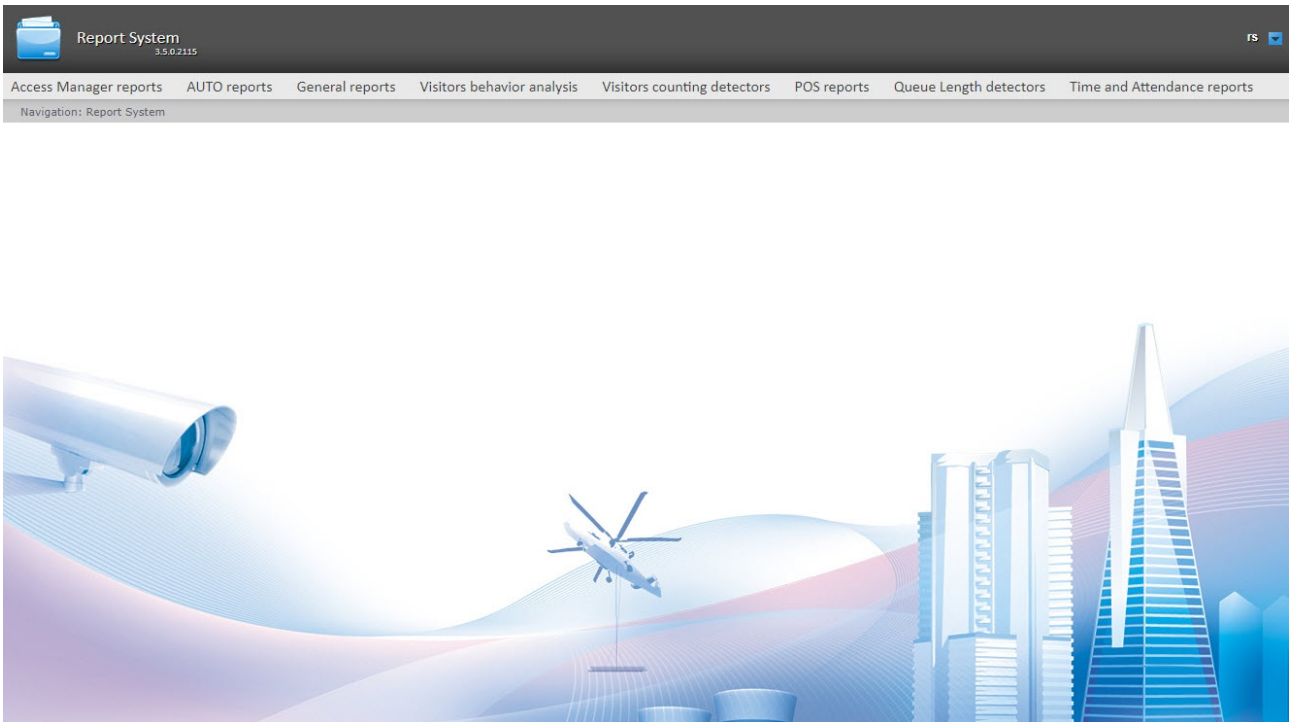 Report System
3.5.0.2115
rs
Access Manager reports AUTO reports General reports Visitors behavior analysis Visitors counting detectors POS reports Queue Length detectors Time and Attendance reports
Navigation: Report System